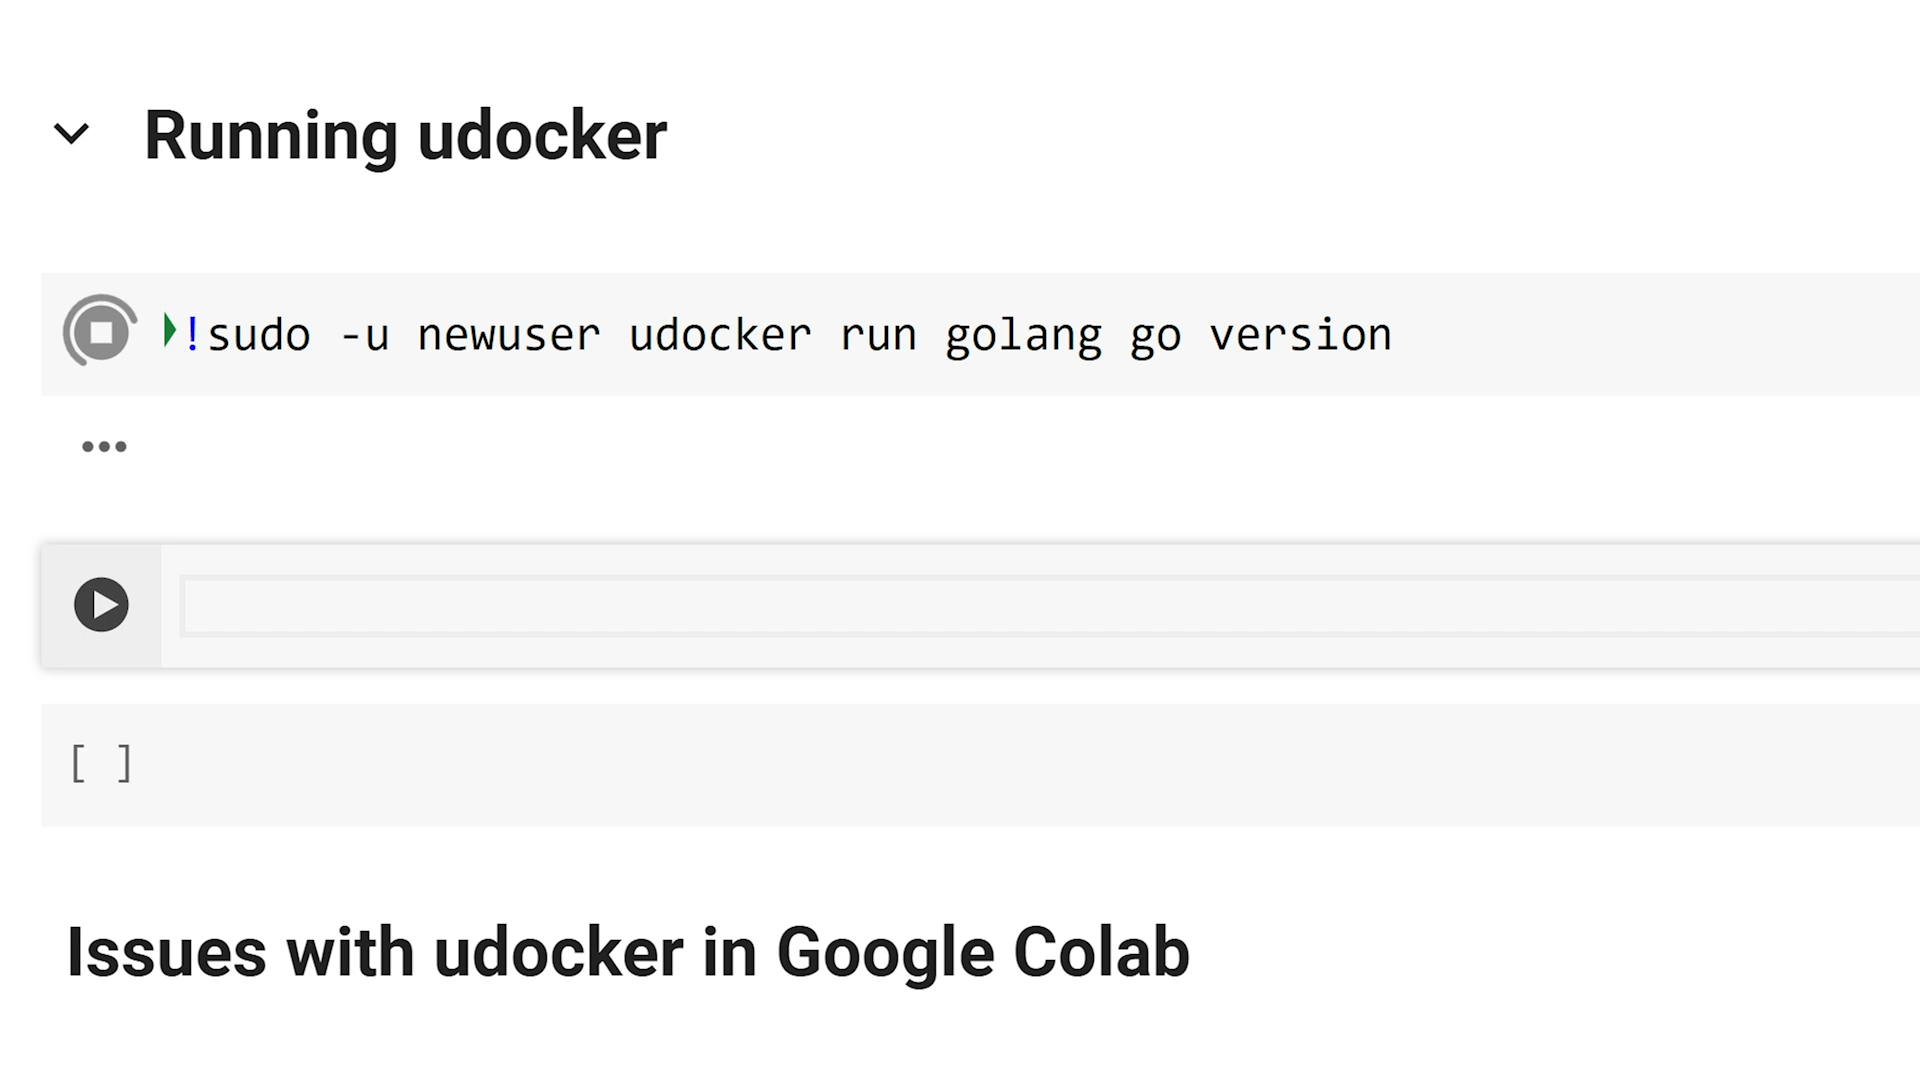 Running udocker
!sudo -u newuser udocker run golang go version
[ ]
Issues with udocker in Google Colab